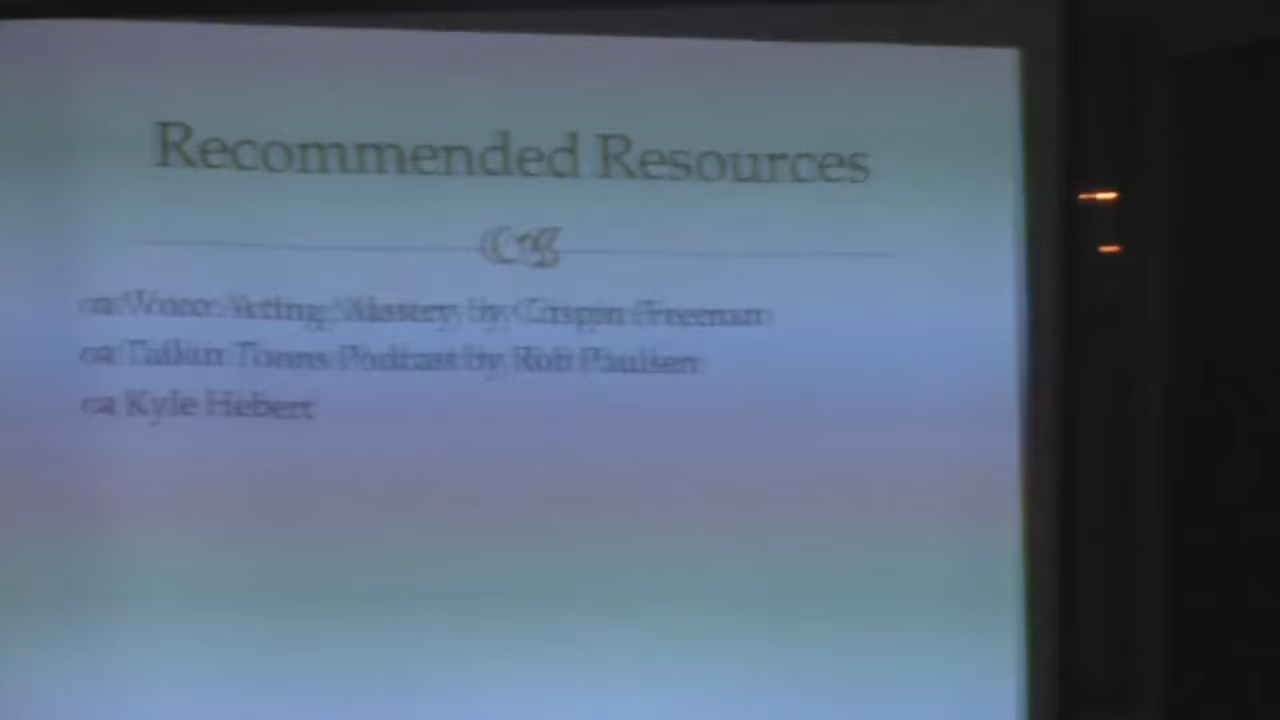 Recommended Resources
Voice Acting Mastery by Crispin Freeman
Talkin Toons Podcast by Rob Paulsen
Kyle Hebert